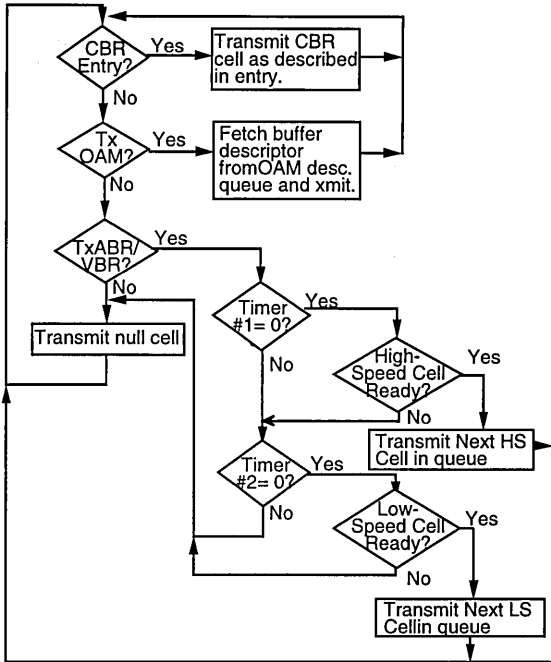 CBR
Entry?
Yes
Transmit CBR
cell as described
in entry.
No
Tx
OAM?
Yes
Fetch buffer
descriptor
fromOAM desc.
queue and xmit.
No
TxABR/
VBR?
Yes
No
Transmit null cell
Timer
#1= 0?
Yes
No
High-
Speed Cell
Ready?
Yes
No
Transmit Next HS
Cell in queue
Timer
#2= 0?
Yes
No
Low-
Speed Cell
Ready?
Yes
No
Transmit Next LS
Cellin queue